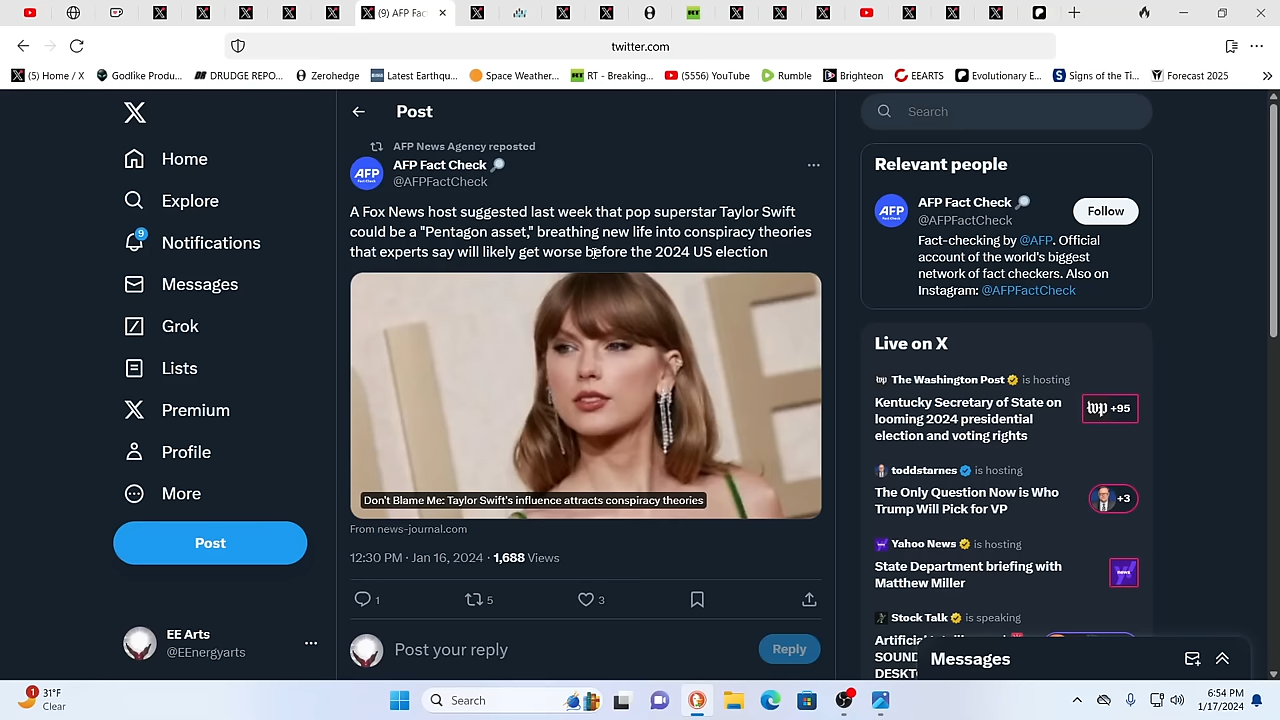 (9) AFP Fac
twitter.com
(5) Home / X
Godlike Produ...
DRUDGE REPO...
Zerohedge
Latest Earthqu...
Space Weather...
RT - Breaking...
(5556) YouTube
Rumble
Brighteon
EEARTS
Evolutionary E...
Signs of the Ti...
Forecast 2025
Home
Explore
9
Notifications
Messages
Grok
Lists
Premium
Profile
More
Post
EE Arts
@EEnergyarts
Post
AFP News Agency reposted
AFP Fact Check
@AFPFactCheck
A Fox News host suggested last week that pop superstar Taylor Swift
could be a "Pentagon asset," breathing new life into conspiracy theories
that experts say will likely get worse before the 2024 US election
Don't Blame Me: Taylor Swift's influence attracts conspiracy theories
From news-journal.com
12:30 PM · Jan 16, 2024 · 1,688 Views
1
5
3
Post your reply
Reply
Search
Relevant people
AFP Fact Check
@AFPFactCheck
Follow
Fact-checking by @AFP. Official
account of the world's biggest
network of fact checkers. Also on
Instagram: @AFPFactCheck
Live on X
The Washington Post is hosting
Kentucky Secretary of State on
looming 2024 presidential
election and voting rights
+95
toddstarnes is hosting
The Only Question Now is Who
Trump Will Pick for VP
+3
Yahoo News is hosting
State Department briefing with
Matthew Miller
Stock Talk is speaking
SOUND
DESKT
Messages
1
31°F
Clear
Search
6:54 PM
1/17/2024